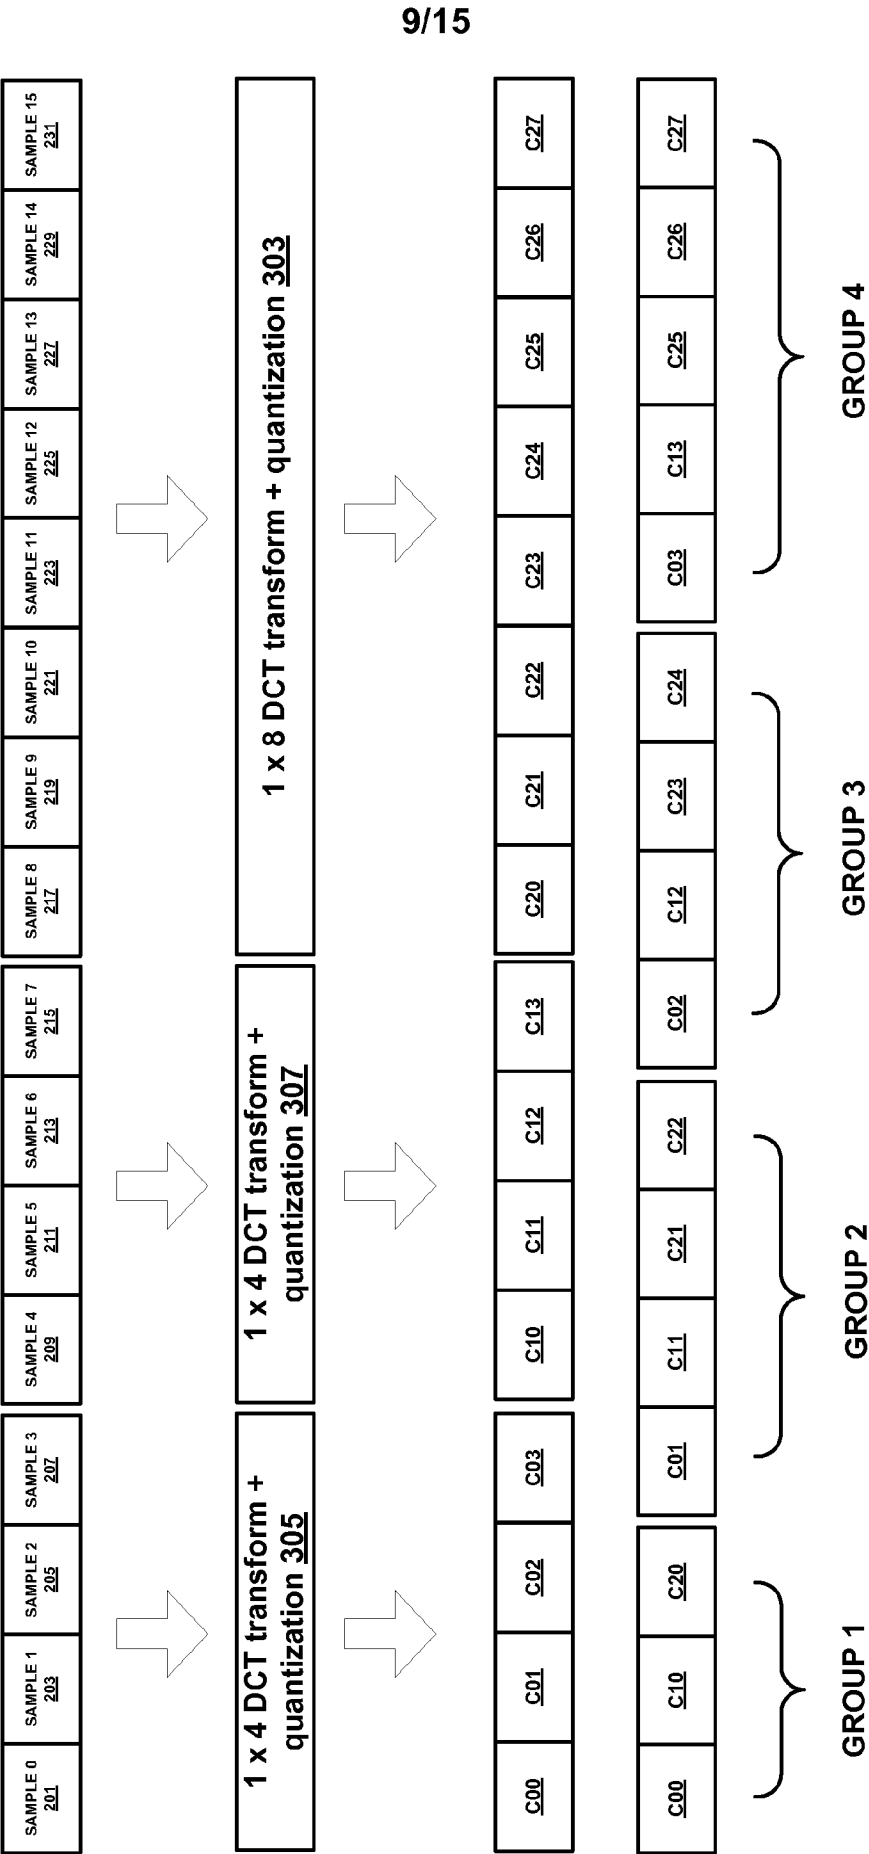 9/15
SAMPLE 0
201
SAMPLE 1
203
SAMPLE 2
205
SAMPLE 3
207
SAMPLE 4
209
SAMPLE 5
211
SAMPLE 6
213
SAMPLE 7
215
SAMPLE 8
217
SAMPLE 9
219
SAMPLE 10
221
SAMPLE 11
223
SAMPLE 12
225
SAMPLE 13
227
SAMPLE 14
229
SAMPLE 15
231
1 x 4 DCT transform +
quantization 305
1 x 4 DCT transform +
quantization 307
1 x 8 DCT transform + quantization 303
C00
C01
C02
C03
C10
C11
C12
C13
C20
C21
C22
C23
C24
C25
C26
C27
C00
C10
C20
C01
C11
C21
C22
C02
C12
C23
C24
C03
C13
C25
C26
C27
GROUP 1
GROUP 2
GROUP 3
GROUP 4